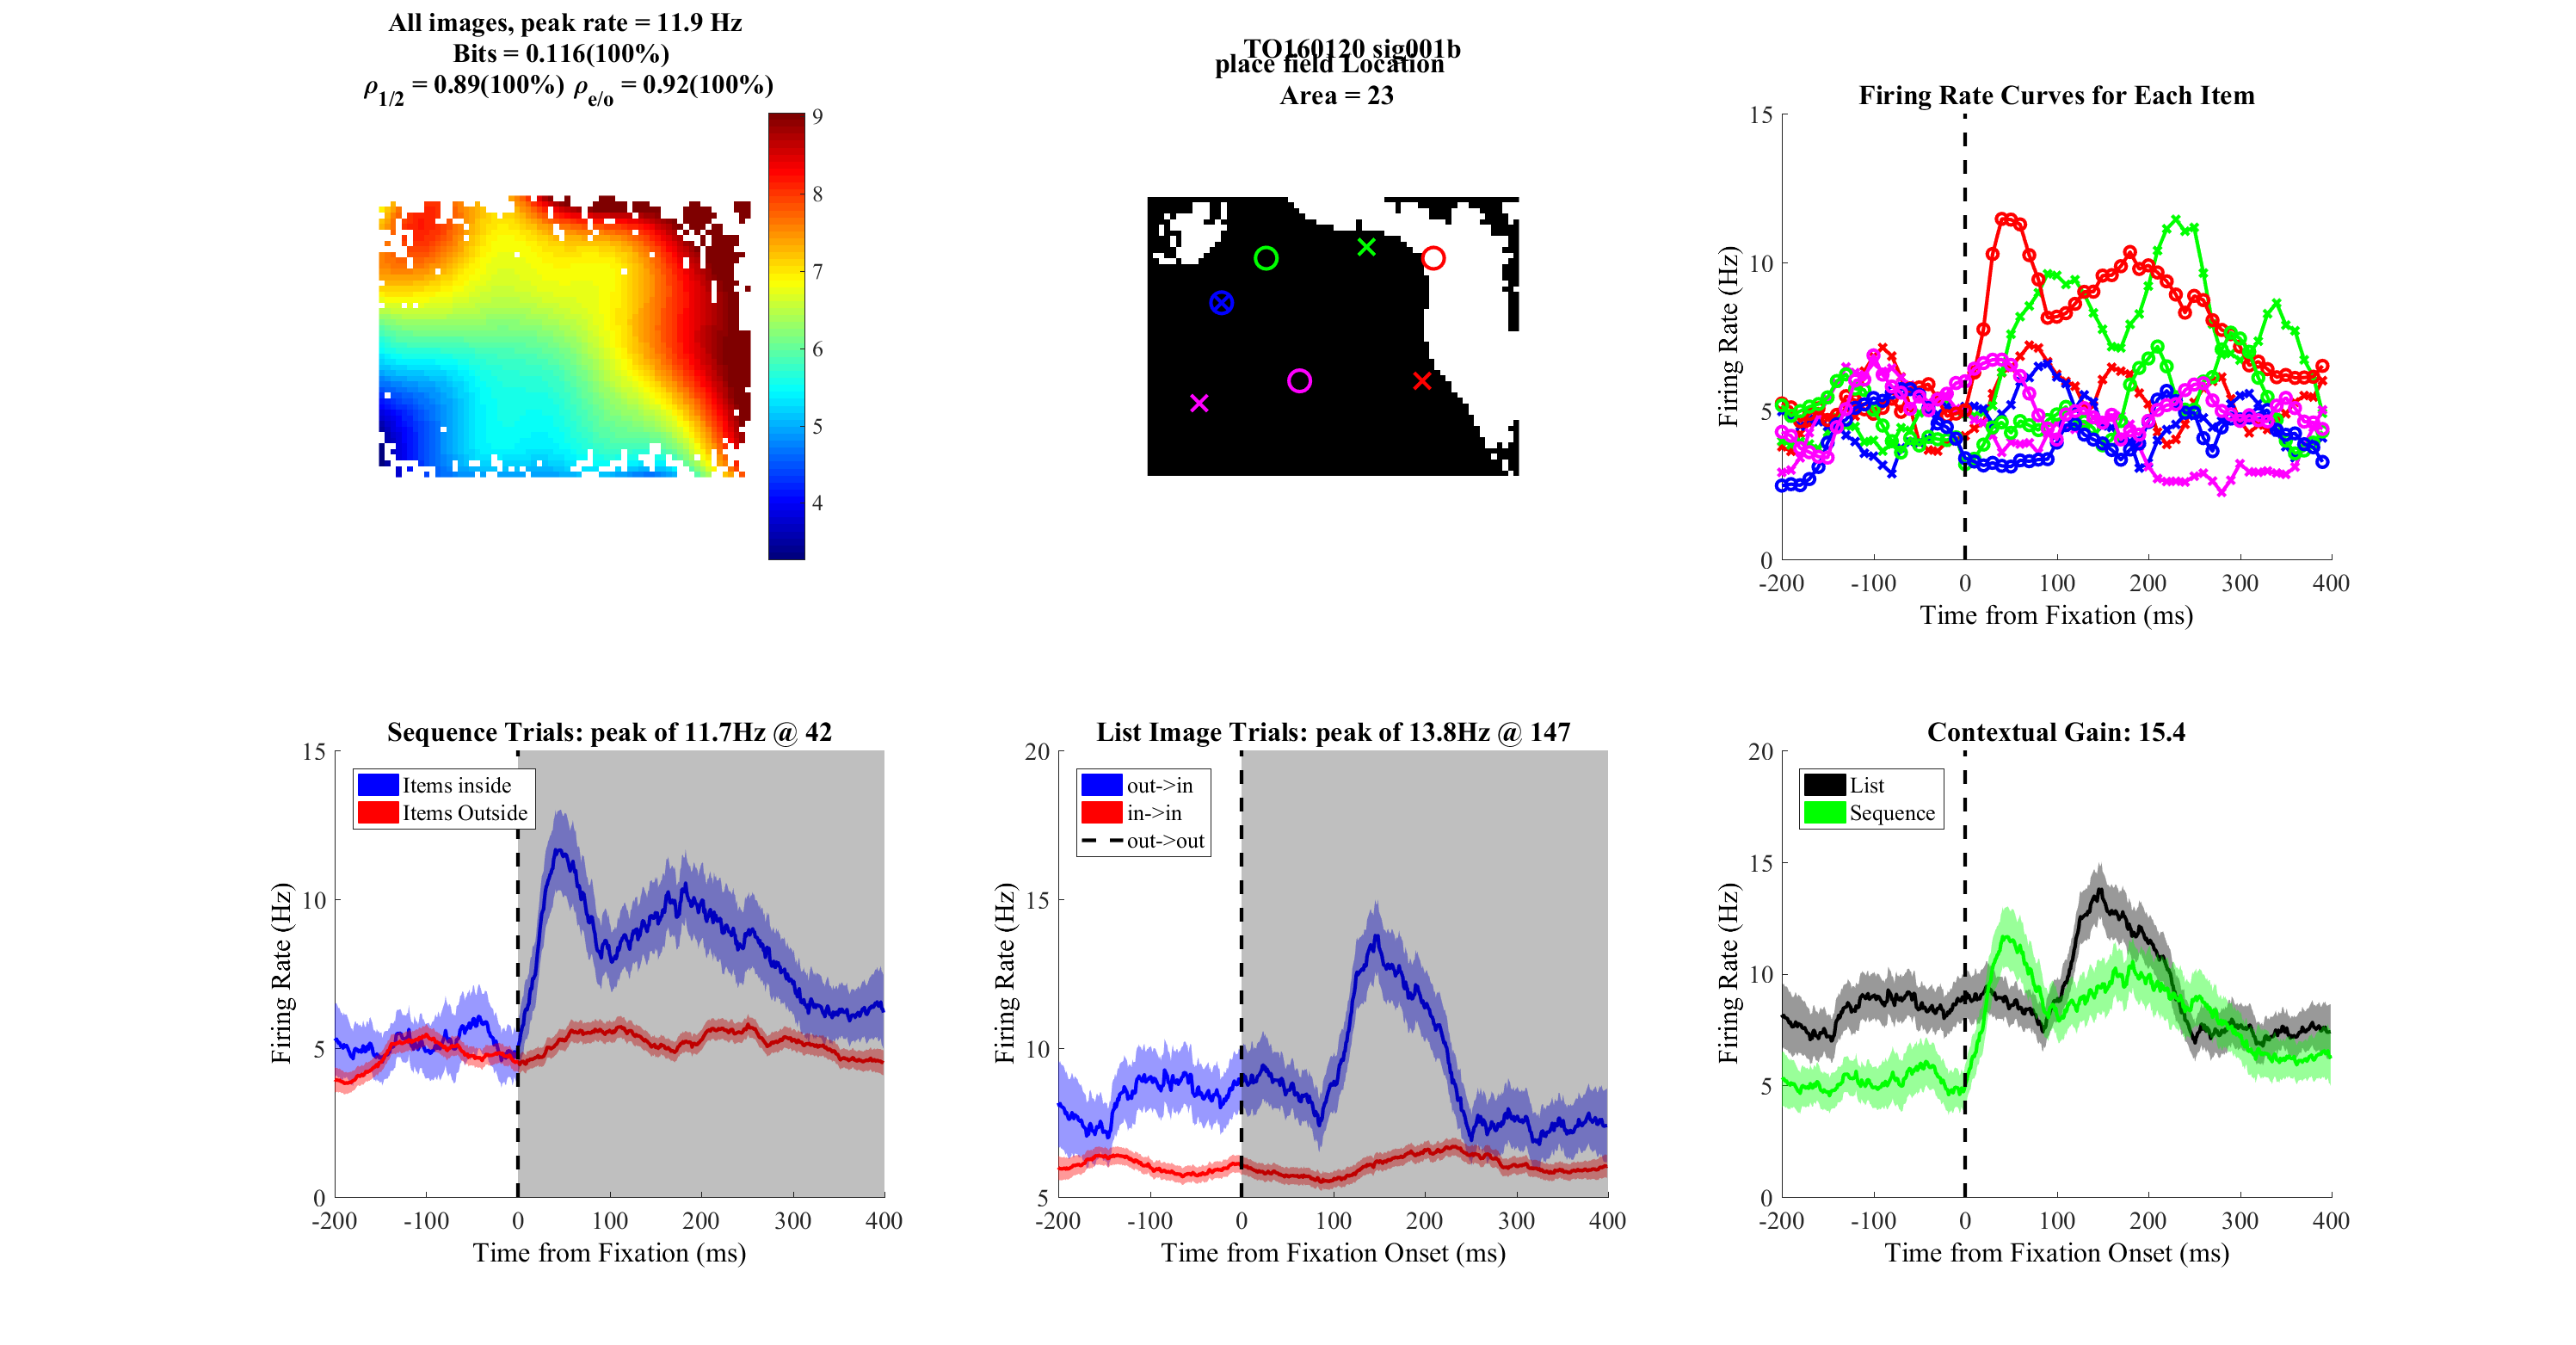 All images, peak rate = 11.9 Hz
Bits = 0.116(100%)
ρ1/2 = 0.89(100%) ρe/o = 0.92(100%)
9
8
7
6
5
4
TO160120 sig001b
place field Location
Area = 23
Firing Rate Curves for Each Item
15
10
5
0
Firing Rate (Hz)
-200 -100 0 100 200 300 400
Time from Fixation (ms)
Sequence Trials: peak of 11.7Hz @ 42
15
10
5
0
Firing Rate (Hz)
Items inside
Items Outside
-200 -100 0 100 200 300 400
Time from Fixation (ms)
List Image Trials: peak of 13.8Hz @ 147
20
15
10
5
Firing Rate (Hz)
out->in
in->in
out->out
-200 -100 0 100 200 300 400
Time from Fixation Onset (ms)
Contextual Gain: 15.4
20
15
10
5
0
Firing Rate (Hz)
List
Sequence
-200 -100 0 100 200 300 400
Time from Fixation Onset (ms)